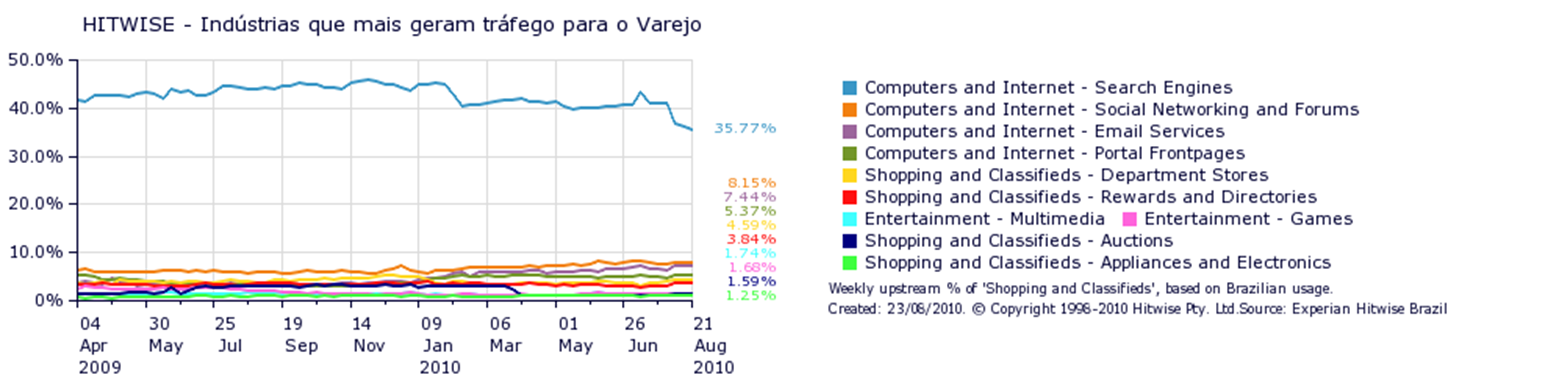 HITWISE - Indústrias que mais geram tráfego para o Varejo
50.0%
40.0%
30.0%
20.0%
10.0%
0%
35.77%
8.15%
7.44%
5.37%
4.59%
3.84%
1.74%
1.68%
1.59%
1.25%
04 30 25 19 14 09 06 01 26 21
Apr May Jul Sep Nov Jan Mar May Jun Aug
2009 2010 2010
Computers and Internet - Search Engines
Computers and Internet - Social Networking and Forums
Computers and Internet - Email Services
Computers and Internet - Portal Frontpages
Shopping and Classifieds - Department Stores
Shopping and Classifieds - Rewards and Directories
Entertainment - Multimedia Entertainment - Games
Shopping and Classifieds - Auctions
Shopping and Classifieds - Appliances and Electronics
Weekly upstream % of 'Shopping and Classifieds', based on Brazilian usage.
Created: 23/08/2010. © Copyright 1998-2010 Hitwise Pty. Ltd.Source: Experian Hitwise Brazil